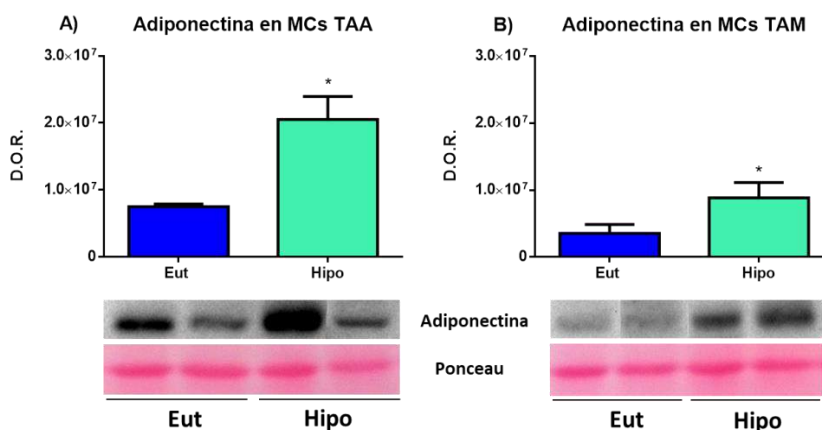 A) Adiponectina en MCs TAA
3.0×10⁷
2.0×10⁷
1.0×10⁷
0
D.O.R.
*
Eut Hipo
B) Adiponectina en MCs TAM
3.0×10⁷
2.0×10⁷
1.0×10⁷
0
D.O.R.
*
Eut Hipo
Adiponectina
Ponceau
Eut Hipo
Eut Hipo